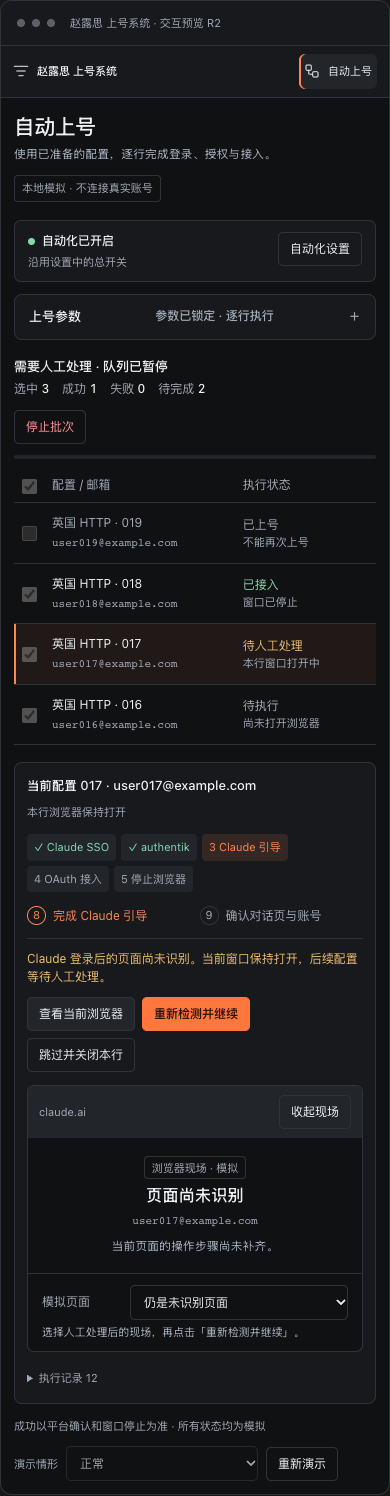 赵露思 上号系统 · 交互预览 R2
赵露思 上号系统
自动上号
自动上号
使用已准备的配置，逐行完成登录、授权与接入。
本地模拟 · 不连接真实账号
自动化已开启
沿用设置中的总开关
自动化设置
上号参数
参数已锁定 · 逐行执行
+
需要人工处理 · 队列已暂停
选中 3 成功 1 失败 0 待完成 2
停止批次
配置 / 邮箱
执行状态
英国 HTTP · 019
已上号
user019@example.com
不能再次上号
英国 HTTP · 018
已接入
user018@example.com
窗口已停止
英国 HTTP · 017
待人工处理
user017@example.com
本行窗口打开中
英国 HTTP · 016
待执行
user016@example.com
尚未打开浏览器
当前配置 017 · user017@example.com
本行浏览器保持打开
✓ Claude SSO
✓ authentik
3 Claude 引导
4 OAuth 接入
5 停止浏览器
8 完成 Claude 引导
9 确认对话页与账号
Claude 登录后的页面尚未识别。当前窗口保持打开，后续配置
等待人工处理。
查看当前浏览器
重新检测并继续
跳过并关闭本行
claude.ai
收起现场
浏览器现场 · 模拟
页面尚未识别
user017@example.com
当前页面的操作步骤尚未补齐。
模拟页面
仍是未识别页面
选择人工处理后的现场，再点击「重新检测并继续」。
▶ 执行记录 12
成功以平台确认和窗口停止为准 · 所有状态均为模拟
演示情形
正常
重新演示